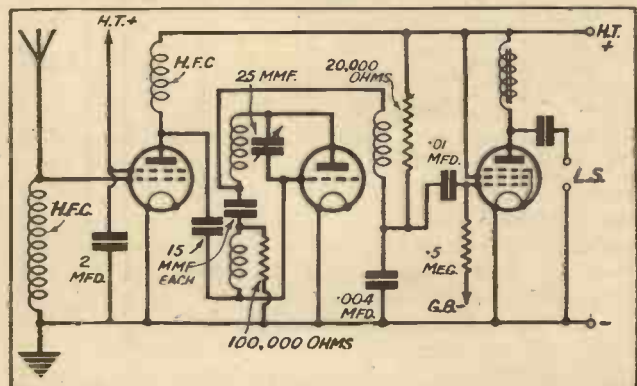 H.T.+
H.F.C
25 MMF.
20,000
OHMS
H.T.
+
.01
MFD.
L.S.
H.F.C.
2
MFD.
15
MMF
EACH
.5
MEG.
.004
MFD.
G.B.-
100,000 OHMS
-